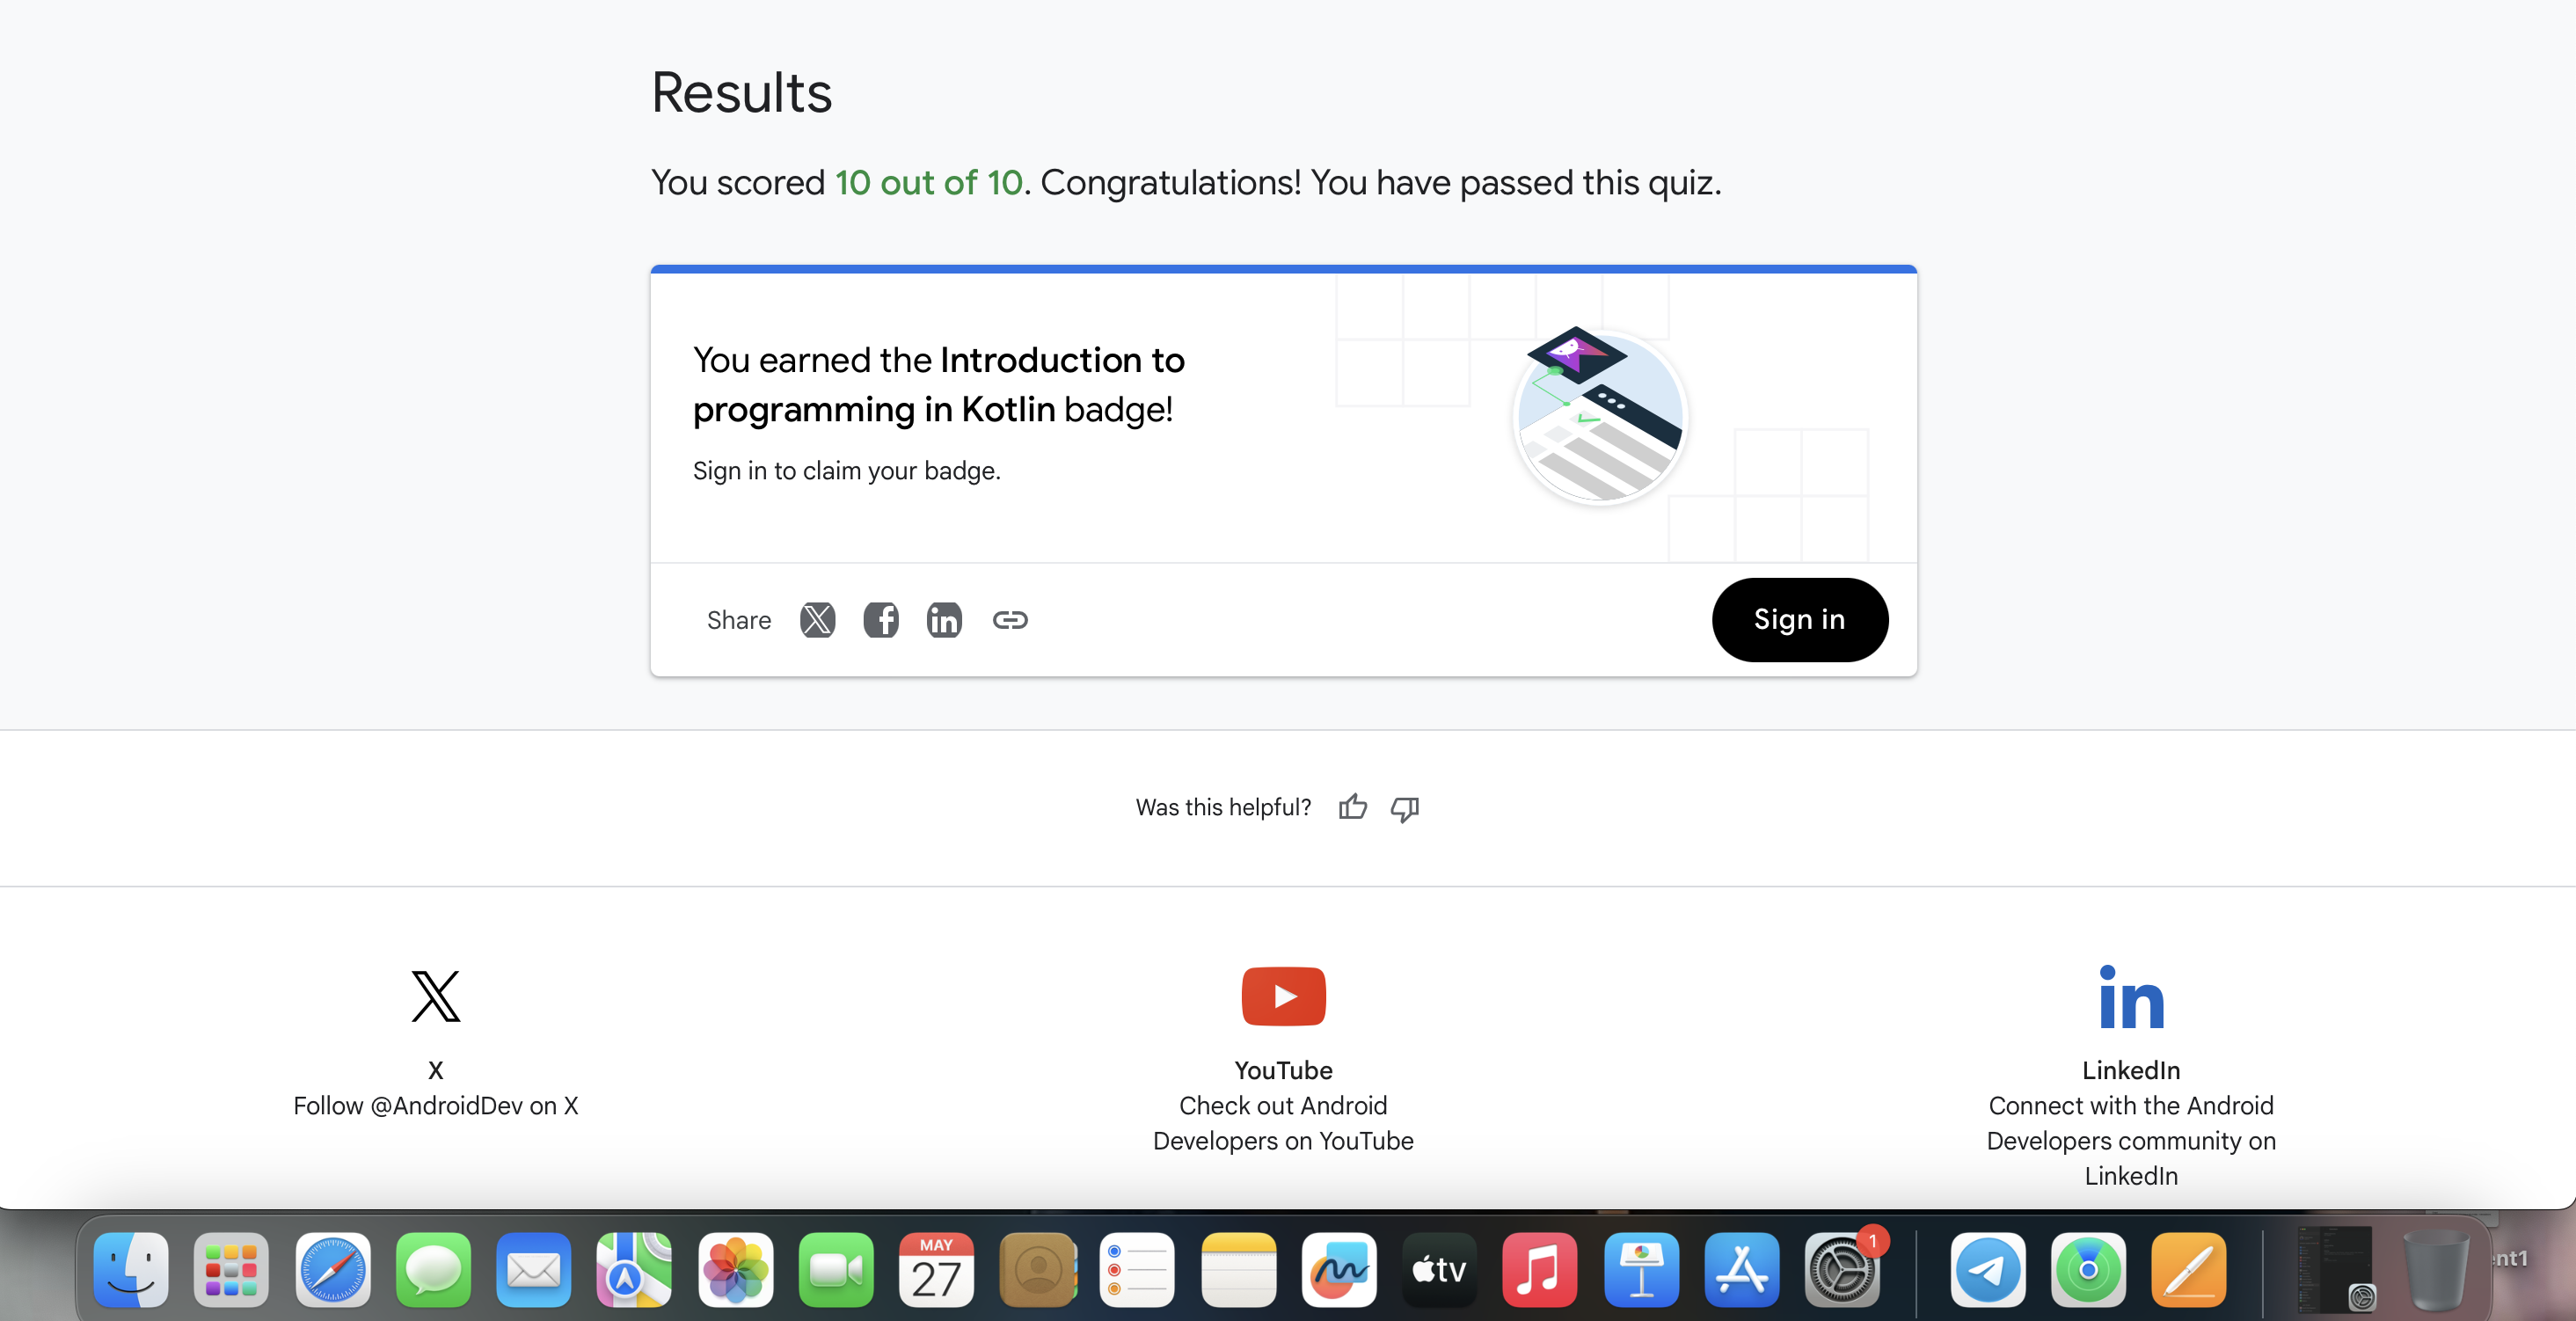 Results
You scored 10 out of 10. Congratulations! You have passed this quiz.
You earned the Introduction to
programming in Kotlin badge!
Sign in to claim your badge.
Share
Sign in
Was this helpful?
X
Follow @AndroidDev on X
YouTube
Check out Android
Developers on YouTube
LinkedIn
Connect with the Android
Developers community on
LinkedIn
MAY
27
tv
1
nt1